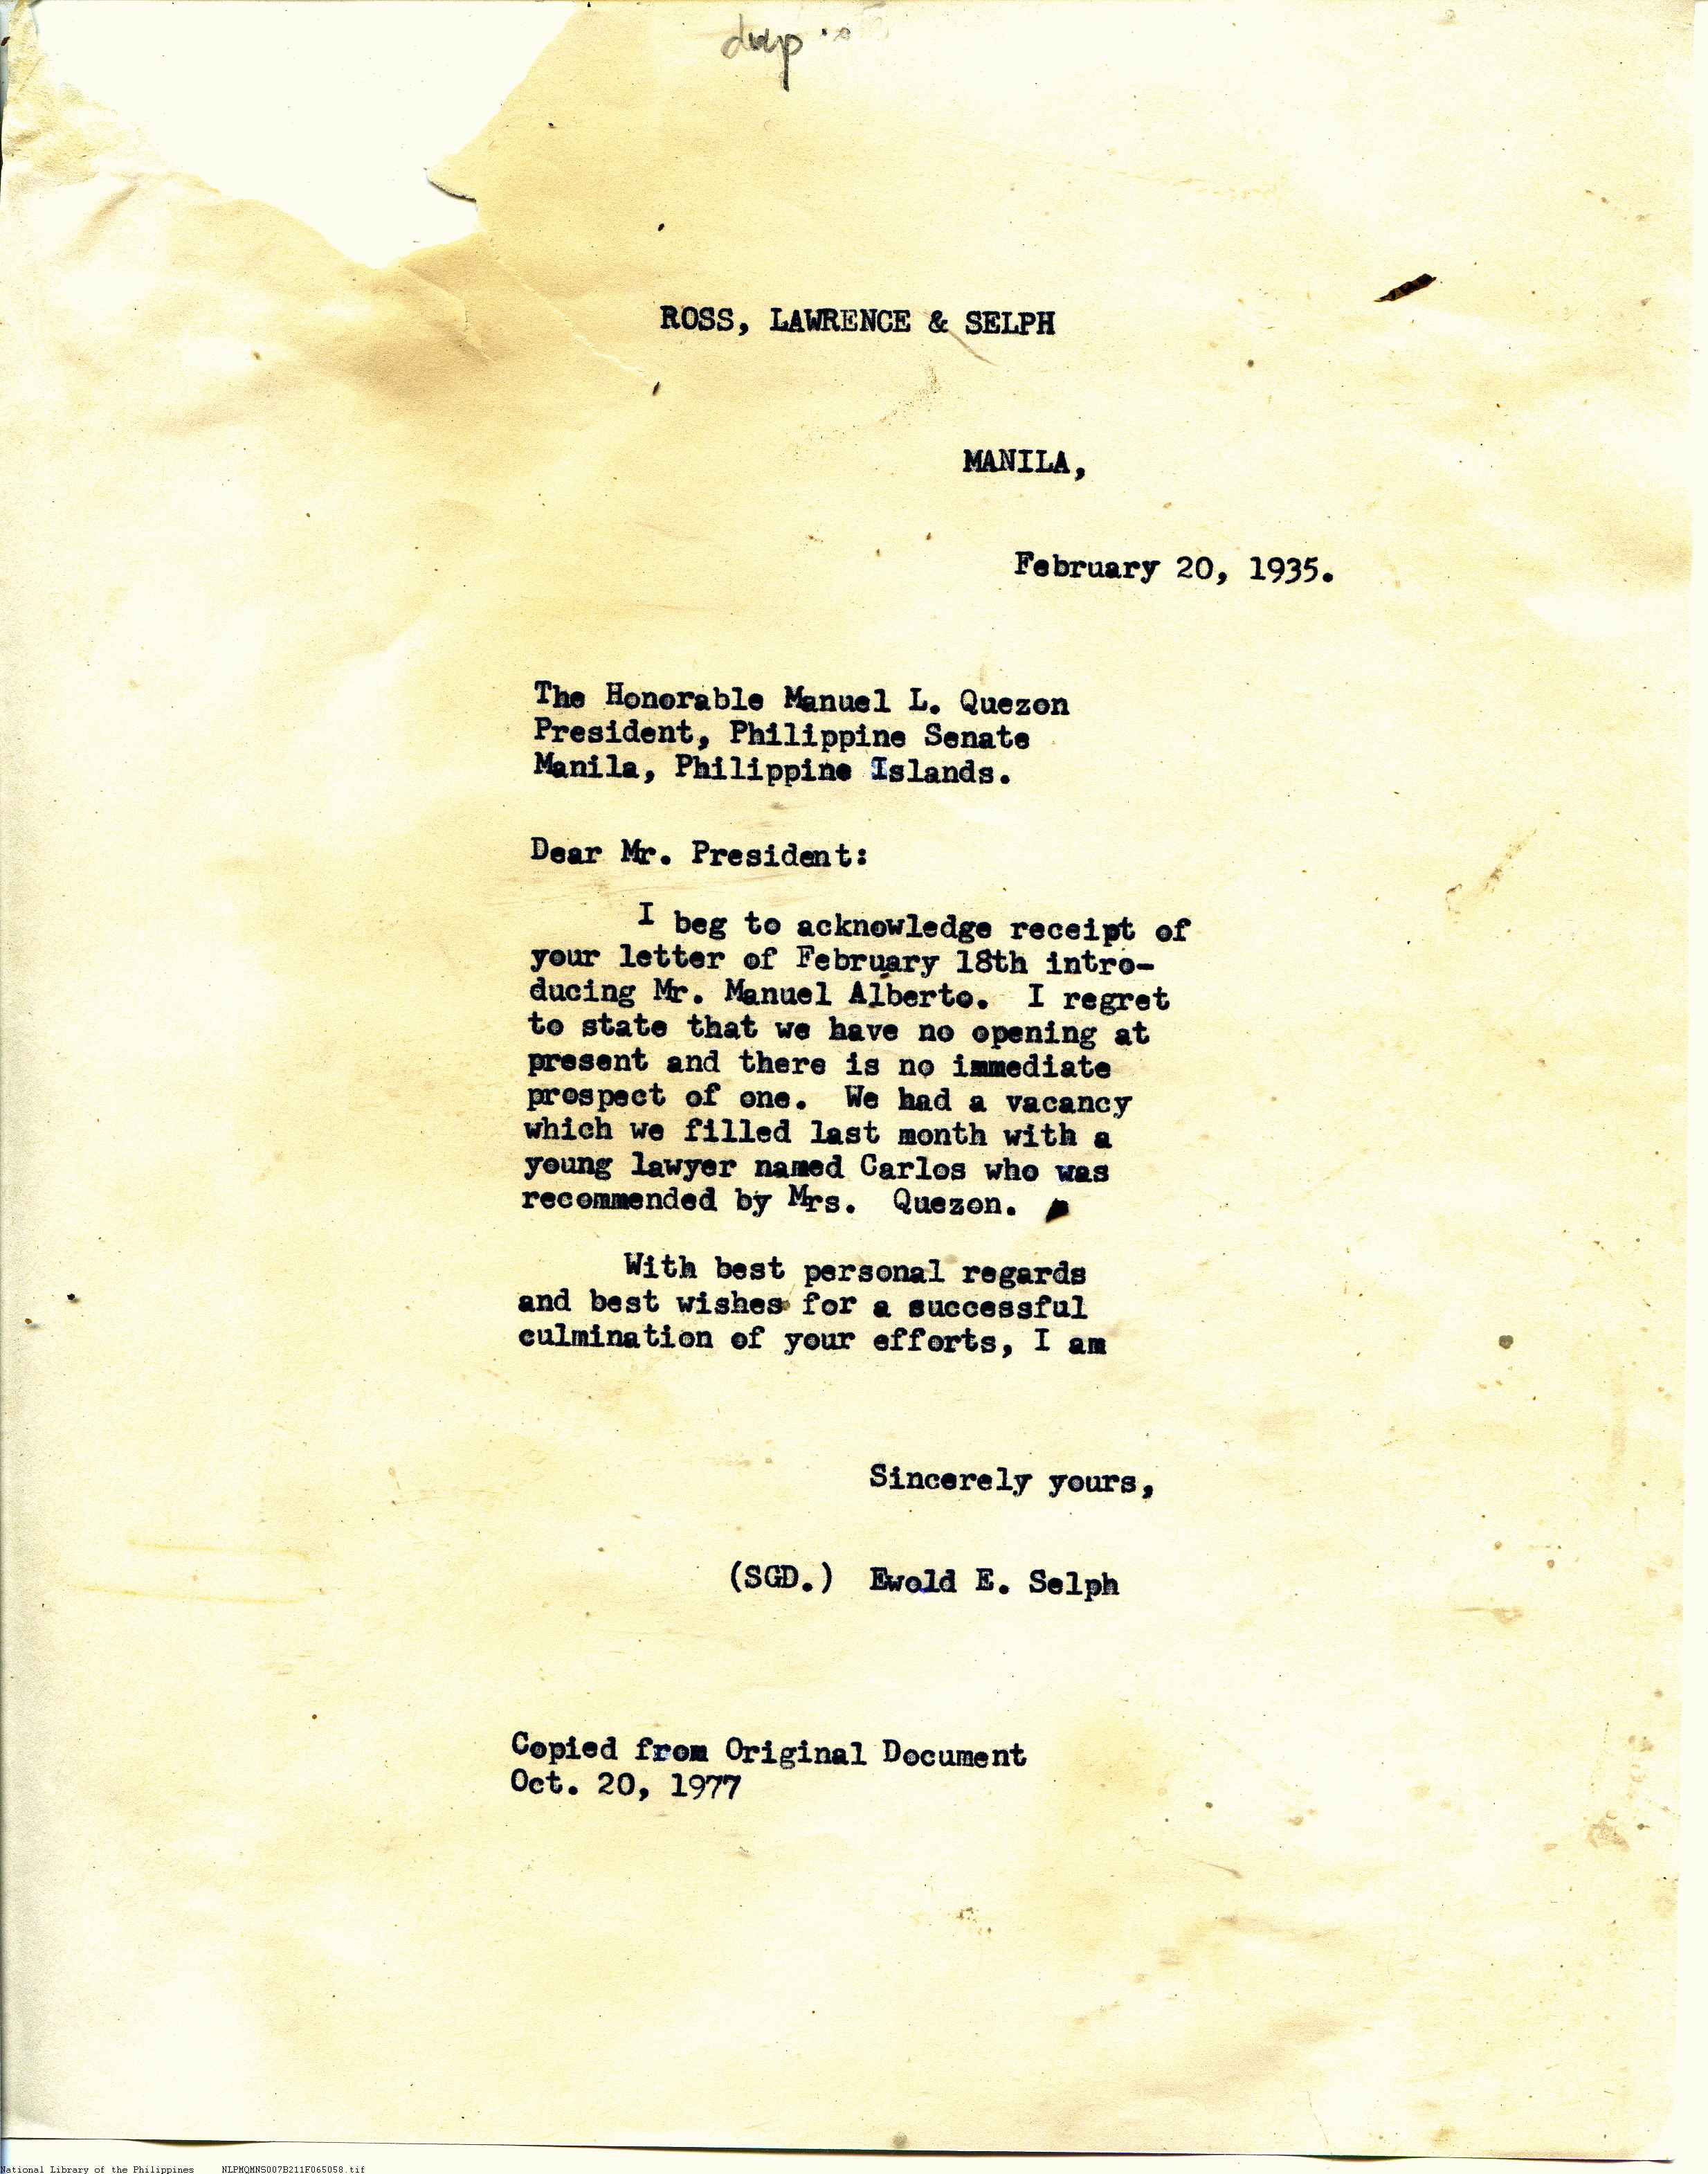 ROSS, LAWRENCE & SELPH
MANILA,
February 20, 1935.
The Honorable Manuel L. Quezon
President, Philippine Senate
Manila, Philippine Islands.
Dear Mr. President:
I beg to acknowledge receipt of
your letter of February 18th intro-
ducing Mr. Manuel Alberto. I regret
to state that we have no opening at
present and there is no immediate
prospect of one. We had a vacancy
which we filled last month with a
young lawyer named Carlos who was
recommended by Mrs. Quezon.
With best personal regards
and best wishes for a successful
culmination of your efforts, I am
Sincerely yours,
(SGD.) Ewold E. Selph
Copied from Original Document
Oct. 20, 1977
National Library of the Philippines NLPMQMNS007B211F065058.tif